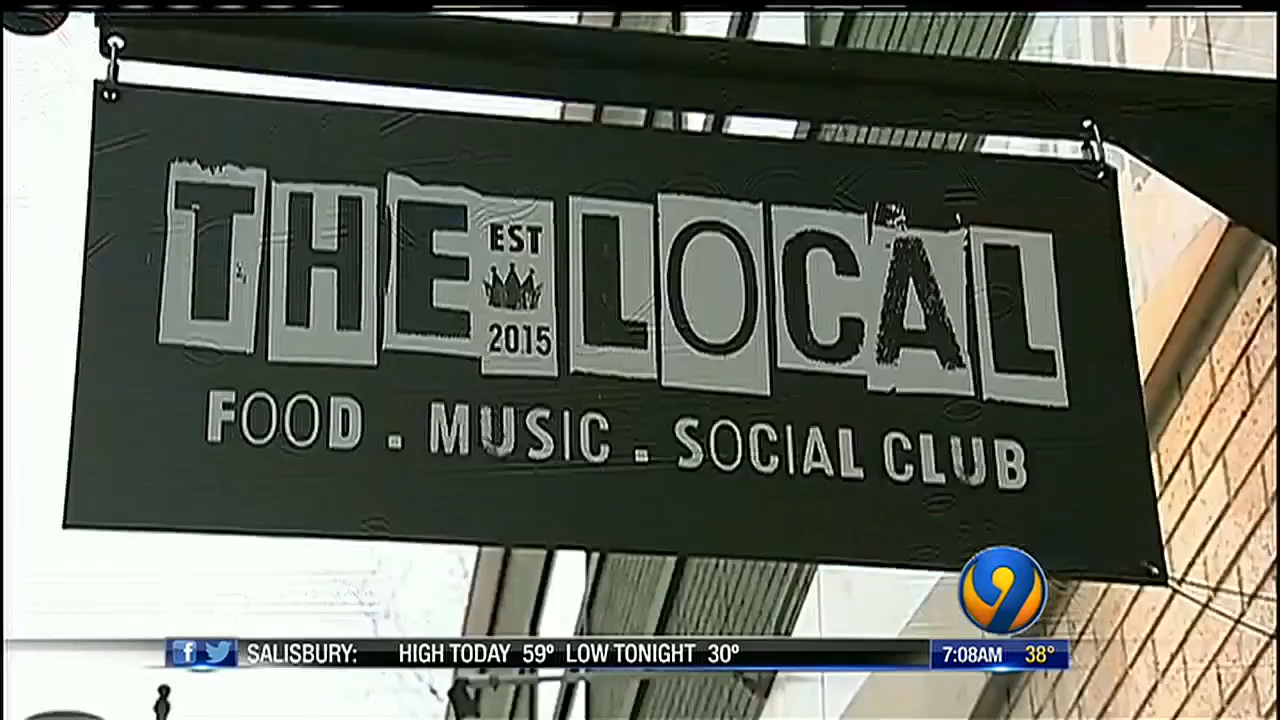 THE LOCAL
EST
2015
FOOD . MUSIC . SOCIAL CLUB
9
SALISBURY: HIGH TODAY 59° LOW TONIGHT 30°
7:08AM 38°